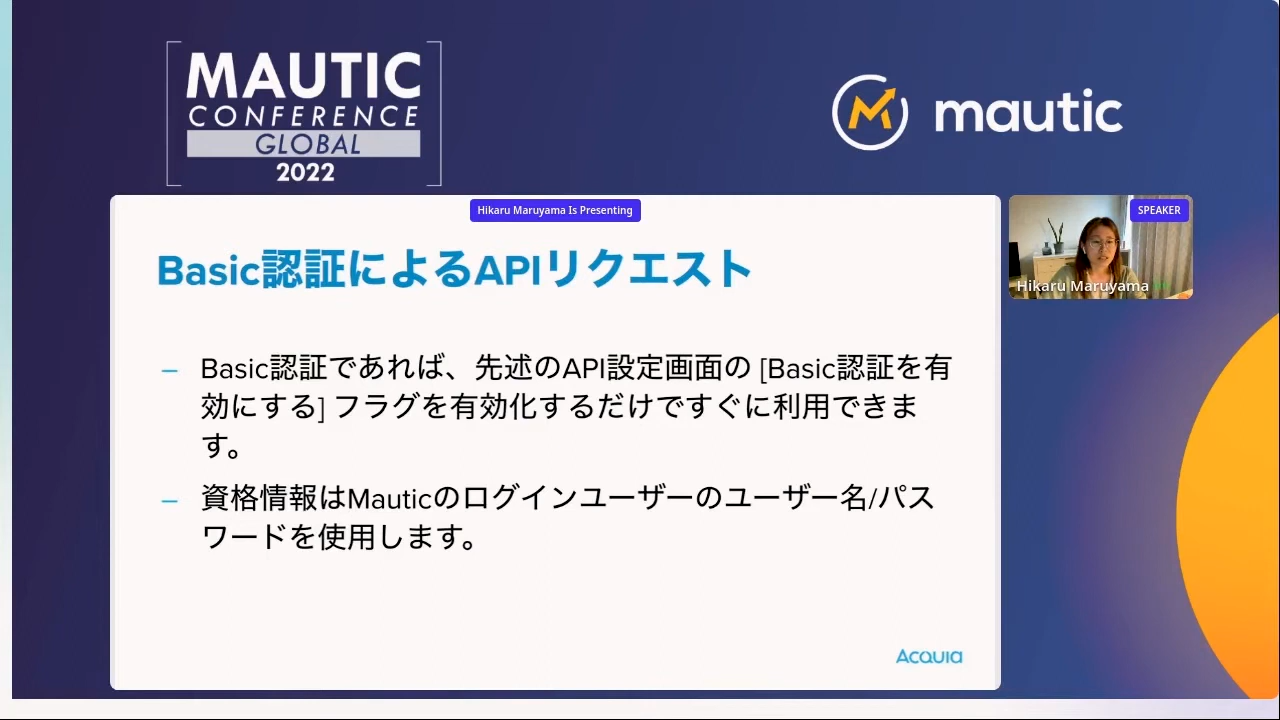 MAUTIC
CONFERENCE
GLOBAL
2022
mautic
Hikaru Maruyama Is Presenting
SPEAKER
Hikaru Maruyama
Basic認証によるAPIリクエスト
– Basic認証であれば、先述のAPI設定画面の [Basic認証を有
効にする] フラグを有効化するだけですぐに利用できま
す。
– 資格情報はMauticのログインユーザーのユーザー名/パス
ワードを使用します。
Acquia